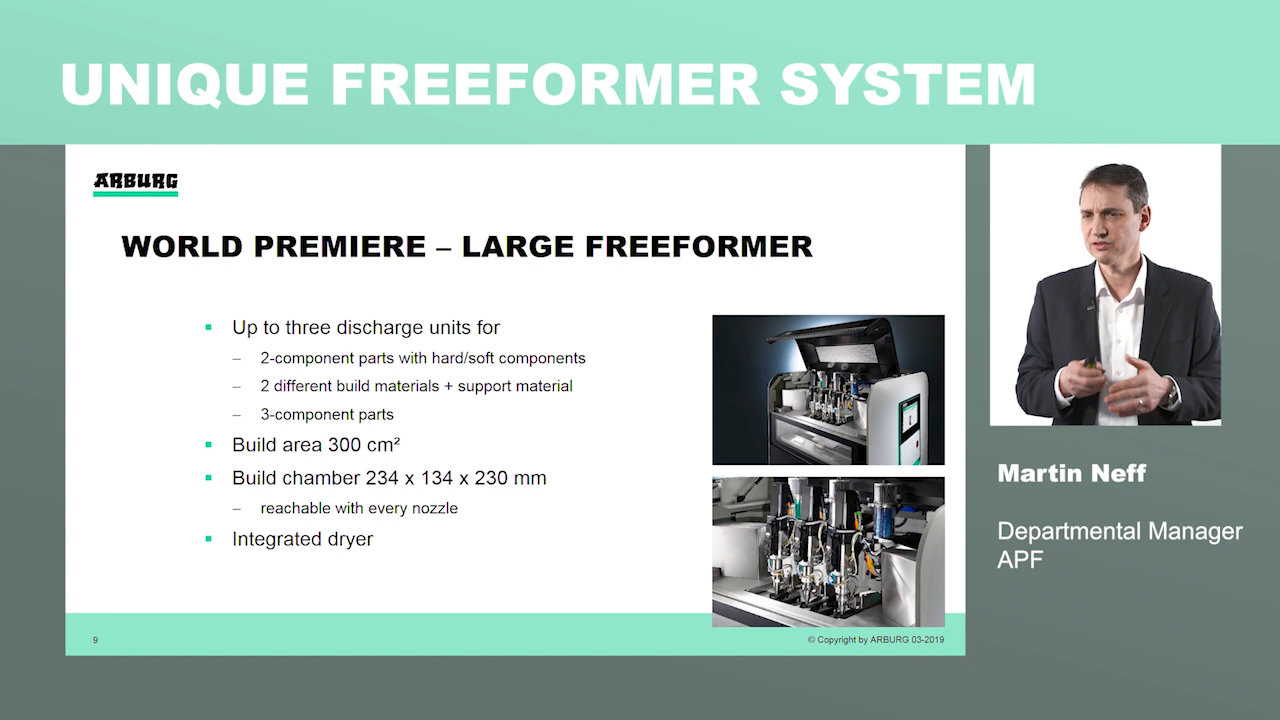 UNIQUE FREEFORMER SYSTEM
ARBURG
WORLD PREMIERE – LARGE FREEFORMER
▪ Up to three discharge units for
– 2-component parts with hard/soft components
– 2 different build materials + support material
– 3-component parts
▪ Build area 300 cm²
▪ Build chamber 234 x 134 x 230 mm
– reachable with every nozzle
▪ Integrated dryer
9
© Copyright by ARBURG 03-2019
Martin Neff
Departmental Manager
APF